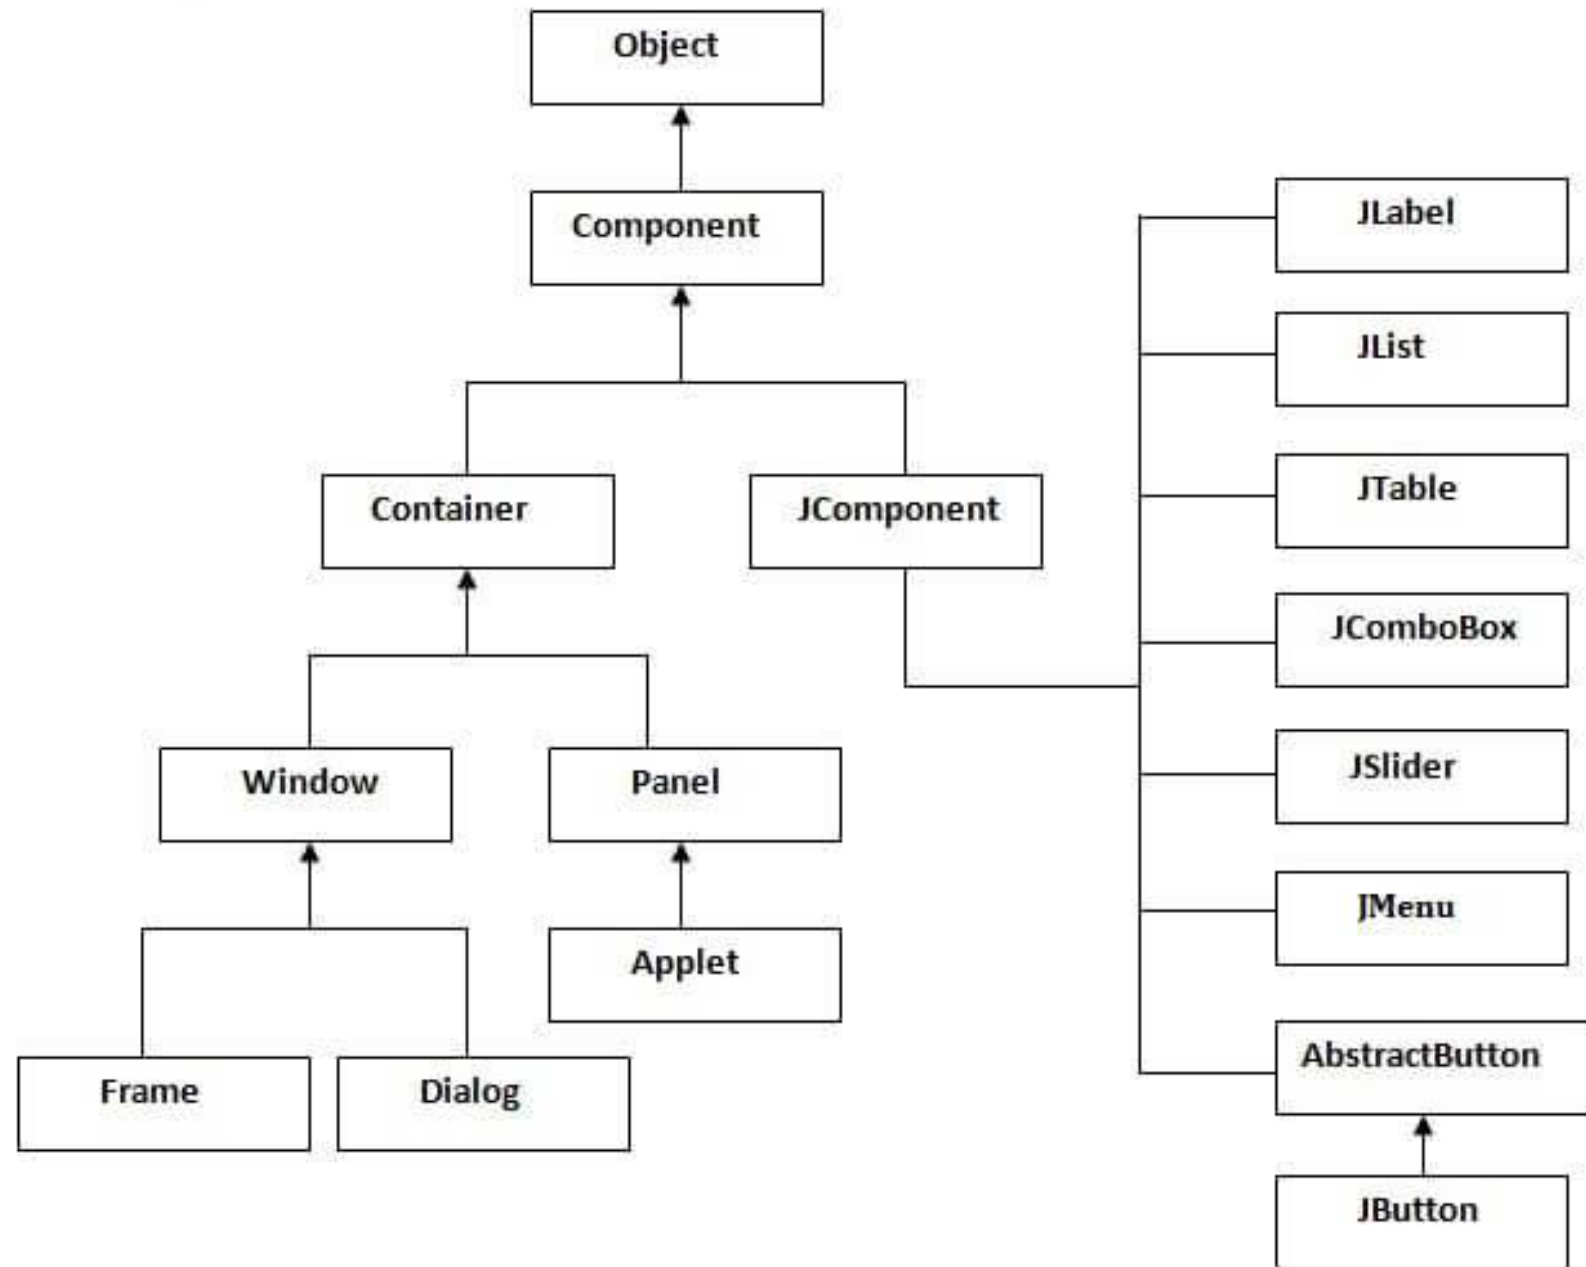 Object
Component
Container
JComponent
Window
Panel
Applet
Frame
Dialog
JLabel
JList
JTable
JComboBox
JSlider
JMenu
AbstractButton
JButton